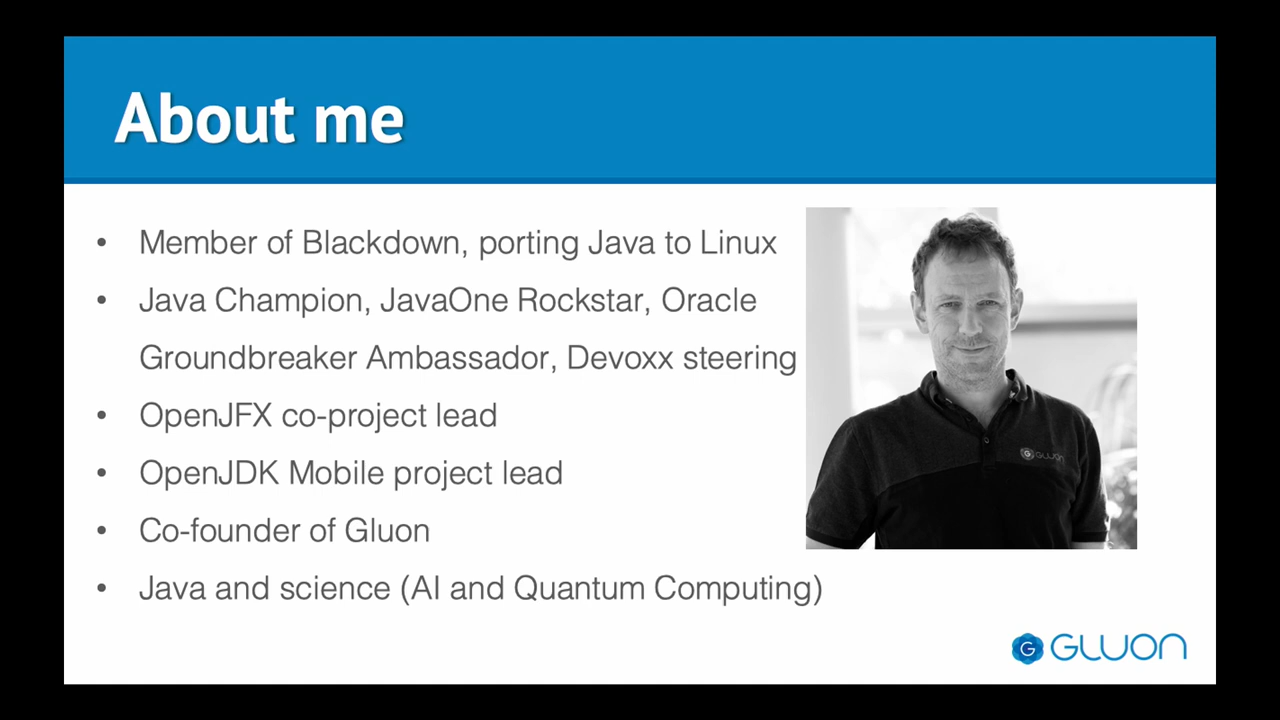 About me
• Member of Blackdown, porting Java to Linux
• Java Champion, JavaOne Rockstar, Oracle
Groundbreaker Ambassador, Devoxx steering
• OpenJFX co-project lead
• OpenJDK Mobile project lead
• Co-founder of Gluon
• Java and science (AI and Quantum Computing)
G GLUON
G GLUON